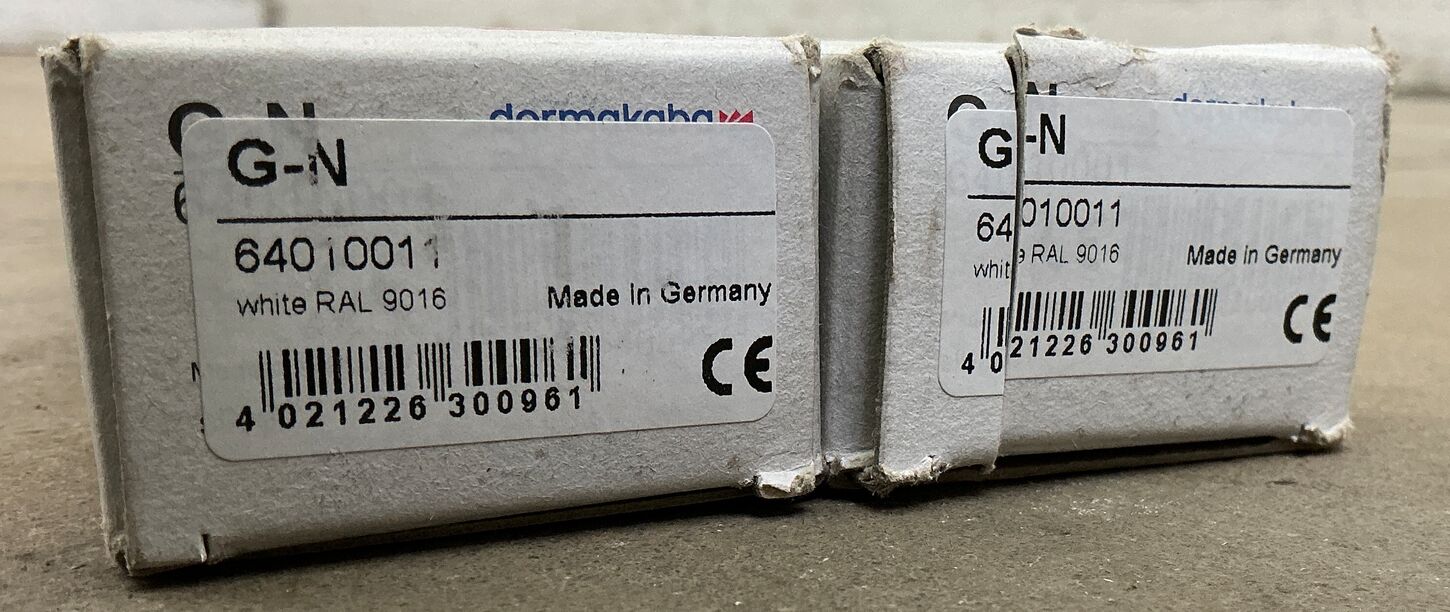 G-N
dormakaba
G-N
64010011
white RAL 9016
Made in Germany
4 021226 300961
CE
G-N
64010011
white RAL 9016
Made in Germany
4 021226 300961
CE